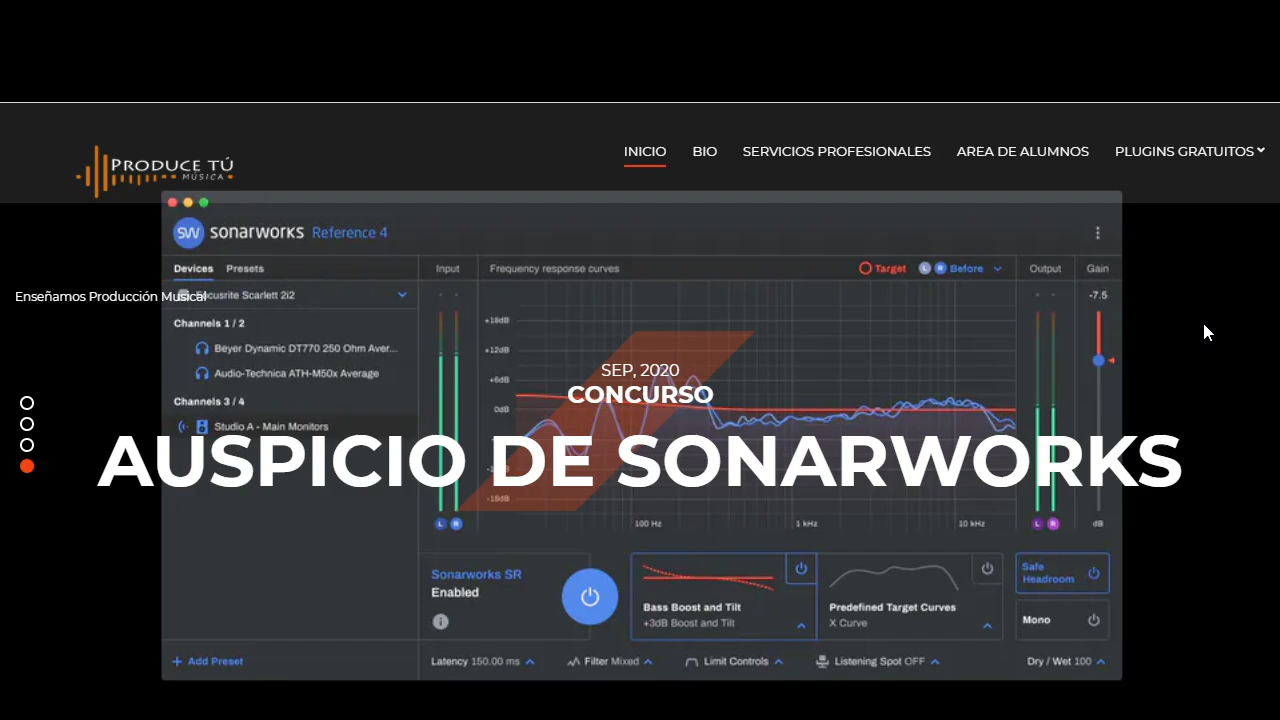 PRODUCE TÚ
MÚSICA
INICIO
BIO
SERVICIOS PROFESIONALES
AREA DE ALUMNOS
PLUGINS GRATUITOS
SW sonarworks Reference 4
Devices
Presets
Input
Frequency response curves
Target
L R Before
Output
Gain
Enseñamos Producción Musical
Focusrite Scarlett 2i2
-7.5
Channels 1 / 2
+18dB
Beyer Dynamic DT770 250 Ohm Aver...
+12dB
Audio-Technica ATH-M50x Average
+6dB
SEP, 2020
CONCURSO
Channels 3 / 4
0dB
Studio A - Main Monitors
AUSPICIO DE SONARWORKS
-18dB
L R
100 Hz
1 kHz
10 kHz
L R
dB
Sonarworks SR
Enabled
Bass Boost and Tilt
+3dB Boost and Tilt
Predefined Target Curves
X Curve
Safe
Headroom
Mono
+ Add Preset
Latency 150.00 ms
Filter Mixed
Limit Controls
Listening Spot OFF
Dry / Wet 100